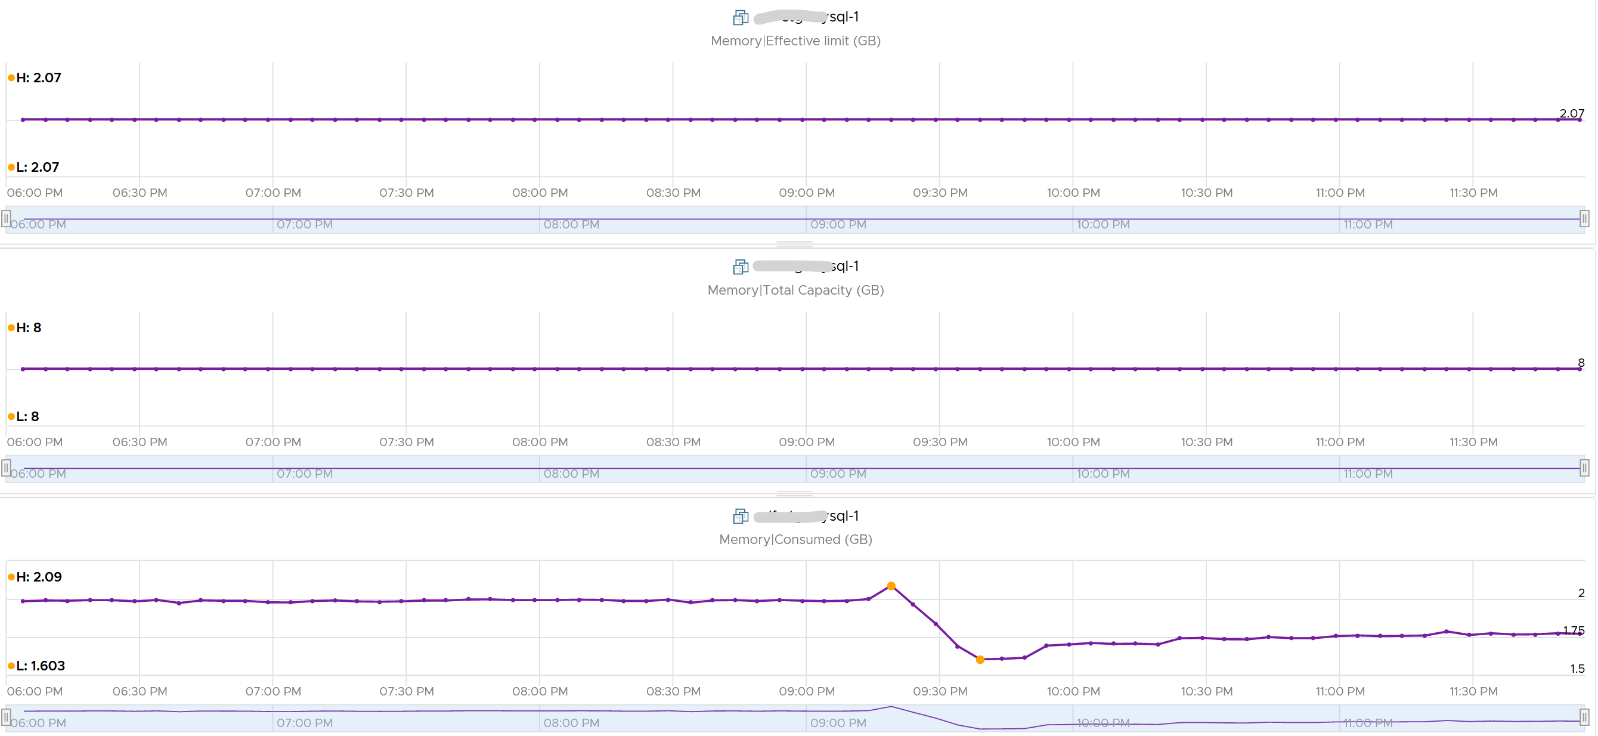 ysql-1
Memory|Effective limit (GB)
H: 2.07
2.07
L: 2.07
06:00 PM 06:30 PM 07:00 PM 07:30 PM 08:00 PM 08:30 PM 09:00 PM 09:30 PM 10:00 PM 10:30 PM 11:00 PM 11:30 PM
06:00 PM 07:00 PM 08:00 PM 09:00 PM 10:00 PM 11:00 PM
ysql-1
Memory|Total Capacity (GB)
H: 8
8
L: 8
06:00 PM 06:30 PM 07:00 PM 07:30 PM 08:00 PM 08:30 PM 09:00 PM 09:30 PM 10:00 PM 10:30 PM 11:00 PM 11:30 PM
06:00 PM 07:00 PM 08:00 PM 09:00 PM 10:00 PM 11:00 PM
ysql-1
Memory|Consumed (GB)
H: 2.09
2
1.75
L: 1.603
1.5
06:00 PM 06:30 PM 07:00 PM 07:30 PM 08:00 PM 08:30 PM 09:00 PM 09:30 PM 10:00 PM 10:30 PM 11:00 PM 11:30 PM
06:00 PM 07:00 PM 08:00 PM 09:00 PM 10:00 PM 11:00 PM